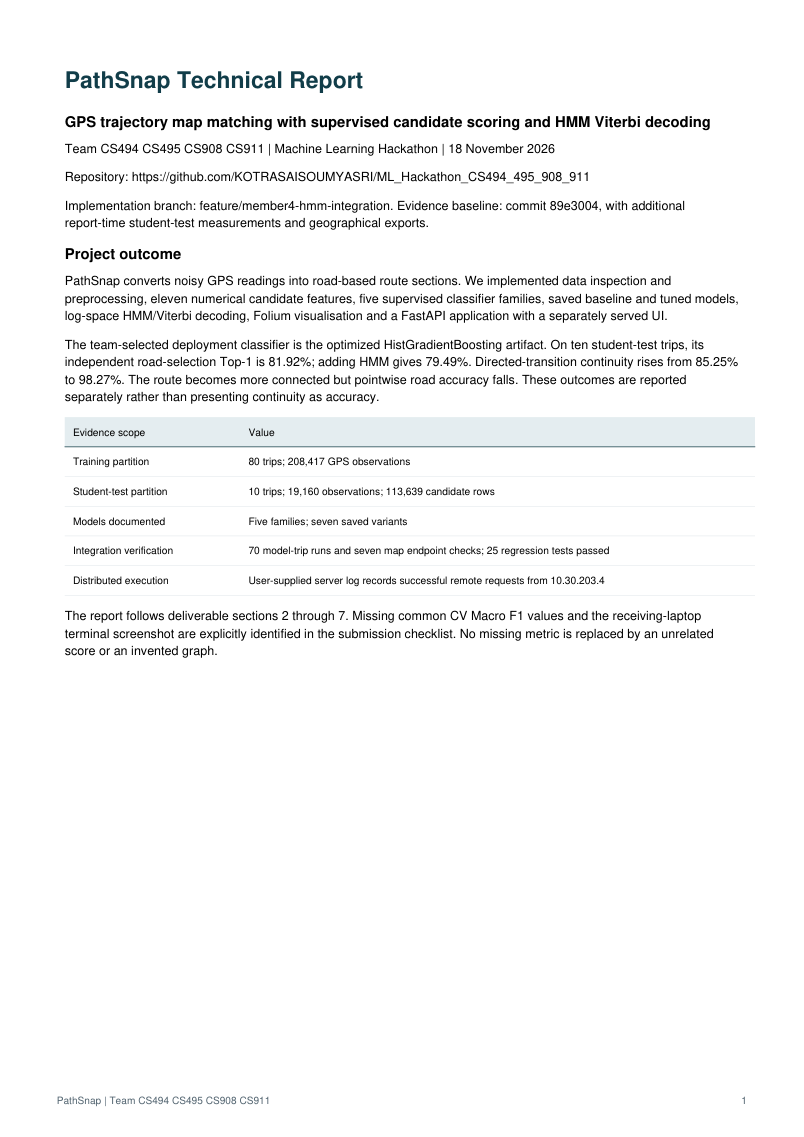 PathSnap Technical Report
GPS trajectory map matching with supervised candidate scoring and HMM Viterbi decoding
Team CS494 CS495 CS908 CS911 | Machine Learning Hackathon | 18 November 2026
Repository: https://github.com/KOTRASAISOUMYASRI/ML_Hackathon_CS494_495_908_911
Implementation branch: feature/member4-hmm-integration. Evidence baseline: commit 89e3004, with additional
report-time student-test measurements and geographical exports.
Project outcome
PathSnap converts noisy GPS readings into road-based route sections. We implemented data inspection and
preprocessing, eleven numerical candidate features, five supervised classifier families, saved baseline and tuned models,
log-space HMM/Viterbi decoding, Folium visualisation and a FastAPI application with a separately served UI.
The team-selected deployment classifier is the optimized HistGradientBoosting artifact. On ten student-test trips, its
independent road-selection Top-1 is 81.92%; adding HMM gives 79.49%. Directed-transition continuity rises from 85.25%
to 98.27%. The route becomes more connected but pointwise road accuracy falls. These outcomes are reported
separately rather than presenting continuity as accuracy.
Evidence scope Value
Training partition 80 trips; 208,417 GPS observations
Student-test partition 10 trips; 19,160 observations; 113,639 candidate rows
Models documented Five families; seven saved variants
Integration verification 70 model-trip runs and seven map endpoint checks; 25 regression tests passed
Distributed execution User-supplied server log records successful remote requests from 10.30.203.4
The report follows deliverable sections 2 through 7. Missing common CV Macro F1 values and the receiving-laptop
terminal screenshot are explicitly identified in the submission checklist. No missing metric is replaced by an unrelated
score or an invented graph.
PathSnap | Team CS494 CS495 CS908 CS911 1